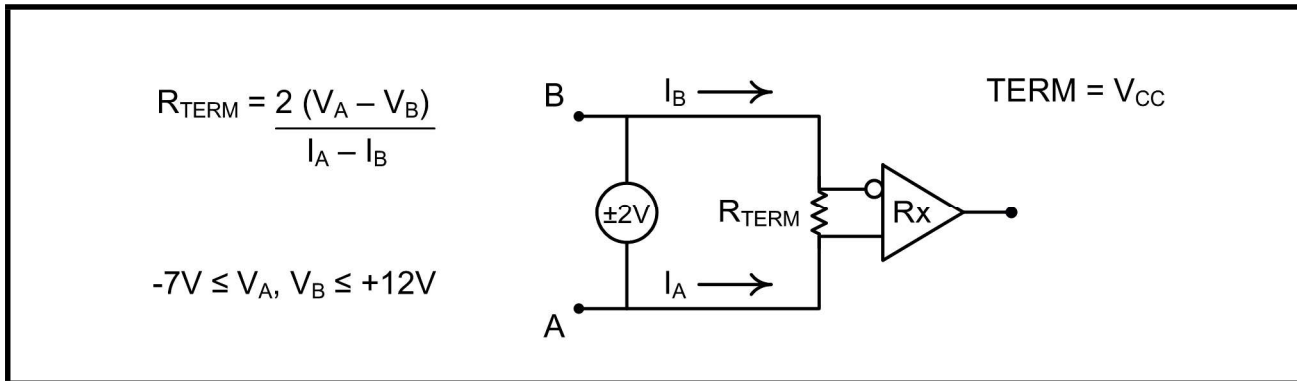 R_TERM = 2 (V_A – V_B)
I_A – I_B
-7V ≤ V_A, V_B ≤ +12V
B
I_B
±2V
R_TERM
Rx
I_A
A
TERM = V_CC